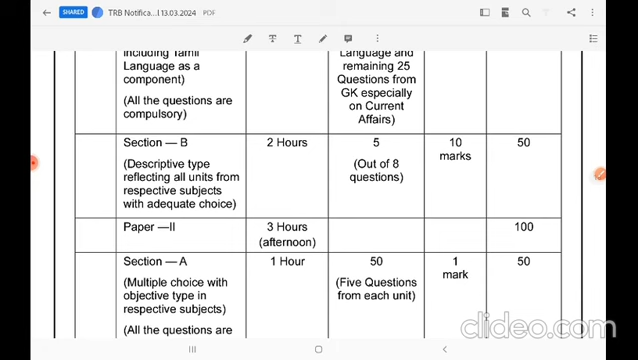 SHARED TRB Notifica...l 13.03.2024 PDF
including Tamil
Language as a
component)
(All the questions are
compulsory)
Language and
remaining 25
Questions from
GK especially
on Current
Affairs)
Section — B
(Descriptive type
reflecting all units from
respective subjects
with adequate choice)
2 Hours
5
(Out of 8
questions)
10
marks
50
Paper —II
3 Hours
(afternoon)
100
Section — A
(Multiple choice with
objective type in
respective subjects)
(All the questions are
1 Hour
50
(Five Questions
from each unit)
1
mark
50
clideo.com